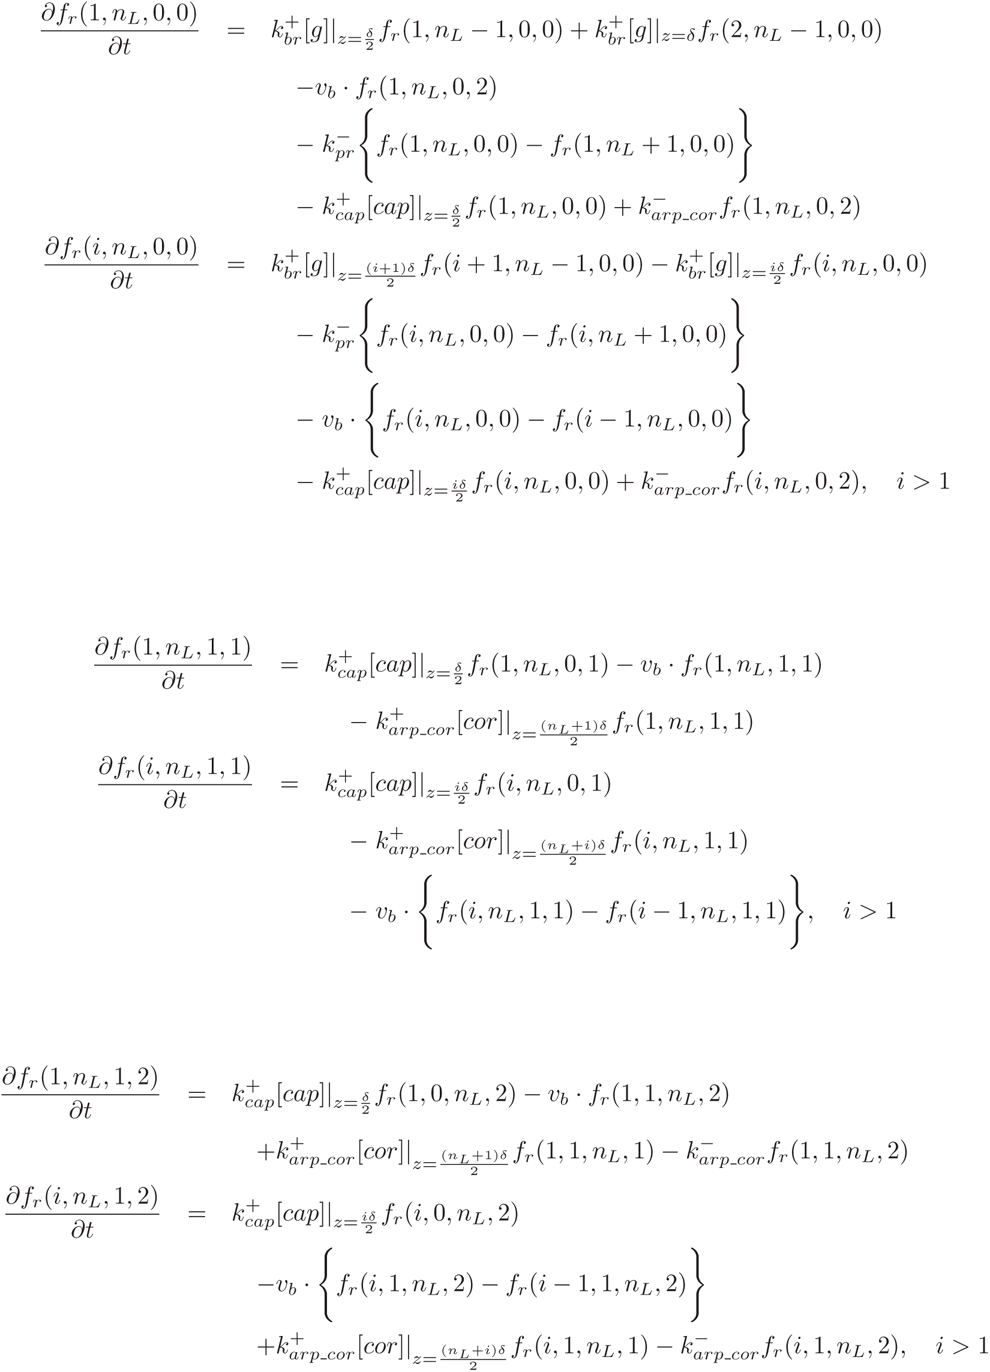 \frac{\partial f_r(1, n_L, 0, 0)}{\partial t} = k_{br}^{+}[g]|_{z=\frac{\delta}{2}} f_r(1, n_L - 1, 0, 0) + k_{br}^{+}[g]|_{z=\delta} f_r(2, n_L - 1, 0, 0)
-v_b \cdot f_r(1, n_L, 0, 2)
- k_{pr}^{-} \left\{ f_r(1, n_L, 0, 0) - f_r(1, n_L + 1, 0, 0) \right\}
- k_{cap}^{+}[cap]|_{z=\frac{\delta}{2}} f_r(1, n_L, 0, 0) + k_{arp\_cor}^{-} f_r(1, n_L, 0, 2)
\frac{\partial f_r(i, n_L, 0, 0)}{\partial t} = k_{br}^{+}[g]|_{z=\frac{(i+1)\delta}{2}} f_r(i + 1, n_L - 1, 0, 0) - k_{br}^{+}[g]|_{z=\frac{i\delta}{2}} f_r(i, n_L, 0, 0)
- k_{pr}^{-} \left\{ f_r(i, n_L, 0, 0) - f_r(i, n_L + 1, 0, 0) \right\}
- v_b \cdot \left\{ f_r(i, n_L, 0, 0) - f_r(i - 1, n_L, 0, 0) \right\}
- k_{cap}^{+}[cap]|_{z=\frac{i\delta}{2}} f_r(i, n_L, 0, 0) + k_{arp\_cor}^{-} f_r(i, n_L, 0, 2), \quad i > 1
\frac{\partial f_r(1, n_L, 1, 1)}{\partial t} = k_{cap}^{+}[cap]|_{z=\frac{\delta}{2}} f_r(1, n_L, 0, 1) - v_b \cdot f_r(1, n_L, 1, 1)
- k_{arp\_cor}^{+}[cor]|_{z=\frac{(n_L+1)\delta}{2}} f_r(1, n_L, 1, 1)
\frac{\partial f_r(i, n_L, 1, 1)}{\partial t} = k_{cap}^{+}[cap]|_{z=\frac{i\delta}{2}} f_r(i, n_L, 0, 1)
- k_{arp\_cor}^{+}[cor]|_{z=\frac{(n_L+i)\delta}{2}} f_r(i, n_L, 1, 1)
- v_b \cdot \left\{ f_r(i, n_L, 1, 1) - f_r(i - 1, n_L, 1, 1) \right\}, \quad i > 1
\frac{\partial f_r(1, n_L, 1, 2)}{\partial t} = k_{cap}^{+}[cap]|_{z=\frac{\delta}{2}} f_r(1, 0, n_L, 2) - v_b \cdot f_r(1, 1, n_L, 2)
+k_{arp\_cor}^{+}[cor]|_{z=\frac{(n_L+1)\delta}{2}} f_r(1, 1, n_L, 1) - k_{arp\_cor}^{-} f_r(1, 1, n_L, 2)
\frac{\partial f_r(i, n_L, 1, 2)}{\partial t} = k_{cap}^{+}[cap]|_{z=\frac{i\delta}{2}} f_r(i, 0, n_L, 2)
-v_b \cdot \left\{ f_r(i, 1, n_L, 2) - f_r(i - 1, 1, n_L, 2) \right\}
+k_{arp\_cor}^{+}[cor]|_{z=\frac{(n_L+i)\delta}{2}} f_r(i, 1, n_L, 1) - k_{arp\_cor}^{-} f_r(i, 1, n_L, 2), \quad i > 1